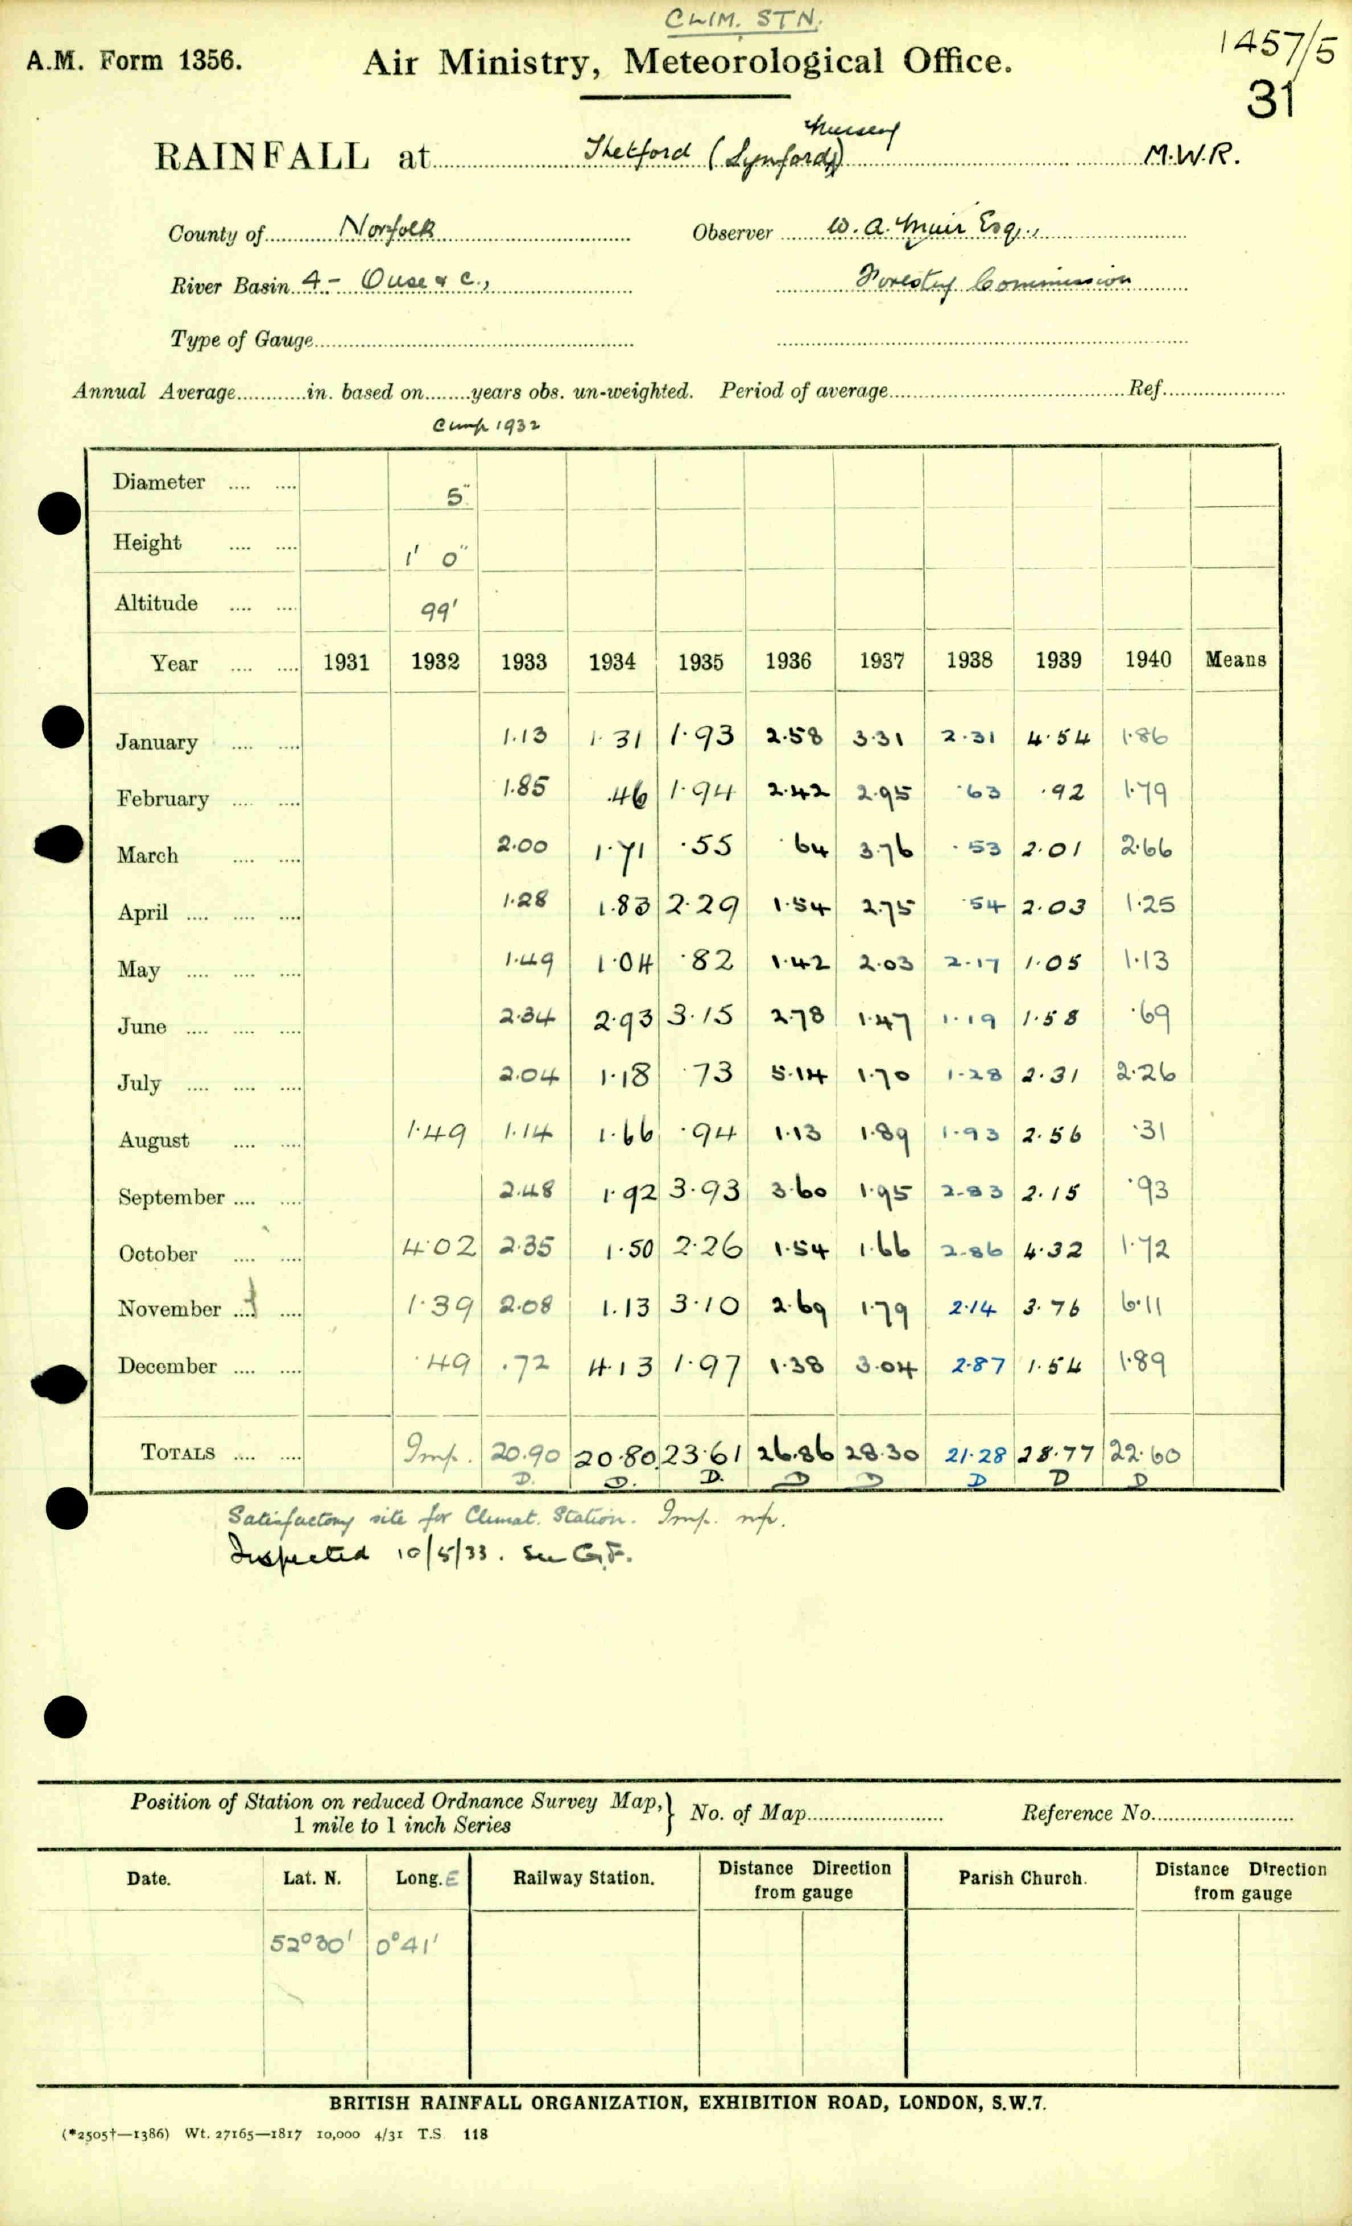 CLIM. STN.
A.M. Form 1356.
Air Ministry, Meteorological Office.
1457/5
31
RAINFALL at Thetford (Lynford) Nursery M.W.R.
County of Norfolk Observer W. A. Muir Esq.,
River Basin 4 - Ouse & c., Forestry Commission
Type of Gauge
Annual Average in. based on years obs. un-weighted. Period of average Ref.
1932
Diameter 5"
Height 1' 0"
Altitude 99'
Year 1931 1932 1933 1934 1935 1936 1937 1938 1939 1940 Means
January 1.13 1.31 1.93 2.58 3.31 2.31 4.54 1.86
February 1.85 .46 1.94 2.42 2.95 .63 .92 1.79
March 2.00 1.71 .55 .64 3.76 .53 2.01 2.66
April 1.28 1.83 2.29 1.54 2.75 .54 2.03 1.25
May 1.49 1.04 .82 1.42 2.03 2.17 1.05 1.13
June 2.34 2.93 3.15 2.78 1.47 1.19 1.58 .69
July 2.04 1.18 .73 5.14 1.70 1.28 2.31 2.26
August 1.49 1.14 1.66 .94 1.13 1.89 1.93 2.56 .31
September 2.48 1.92 3.93 3.60 1.95 2.83 2.15 .93
October 4.02 2.35 1.50 2.26 1.54 1.66 2.86 4.32 1.72
November 1.39 2.08 1.13 3.10 2.69 1.79 2.14 3.76 6.11
December .49 .72 4.13 1.97 1.38 3.04 2.87 1.54 1.89
TOTALS Imp. 20.90 20.80 23.61 26.86 28.30 21.28 28.77 22.60
D. D. D. D D D D D
Satisfactory site for Climat. Station. Imp.
Inspected 10/5/33. See G.F.
Position of Station on reduced Ordnance Survey Map, } No. of Map Reference No.
1 mile to 1 inch Series
Date. Lat. N. Long. E Railway Station. Distance Direction from gauge Parish Church. Distance Direction from gauge
52°30' 0°41'
BRITISH RAINFALL ORGANIZATION, EXHIBITION ROAD, LONDON, S.W.7.
(*2505†—1386) Wt. 27165—1817 10,000 4/31 T.S. 118